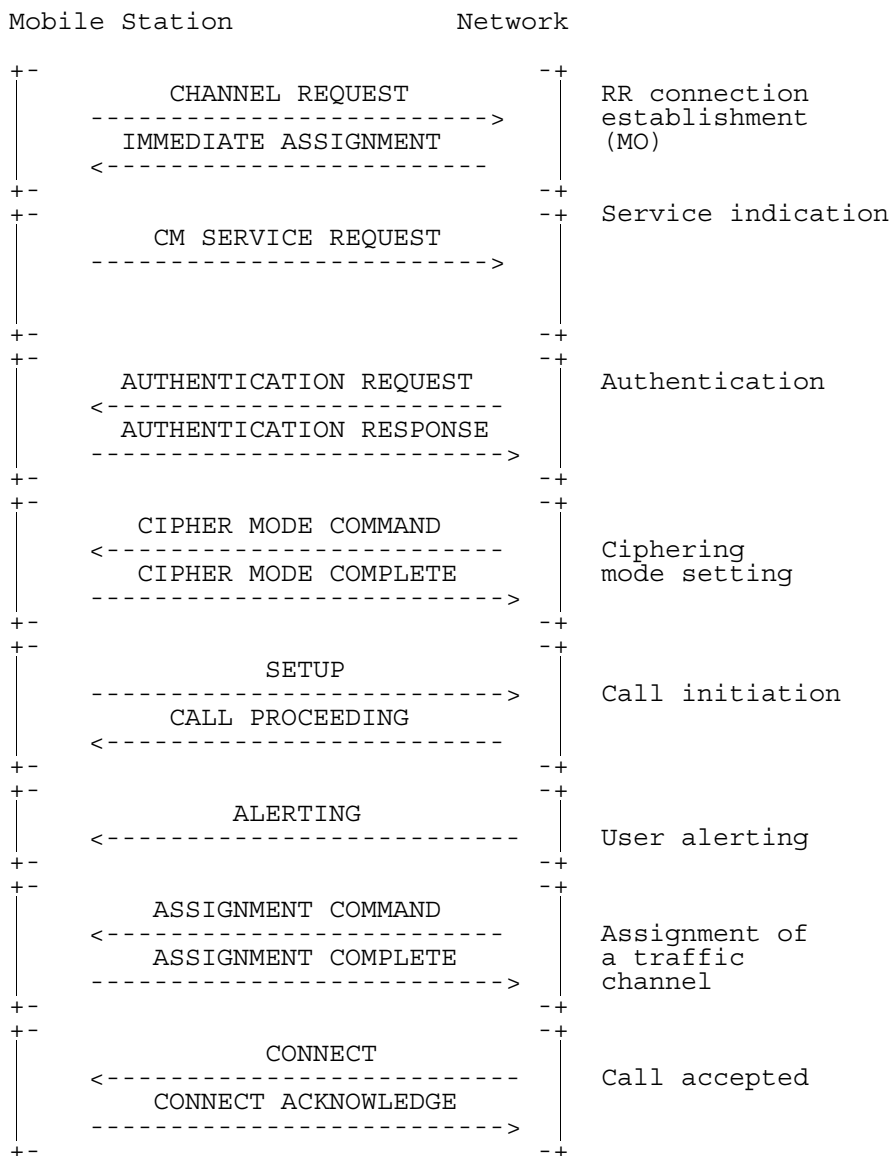 Mobile Station Network
CHANNEL REQUEST RR connection
establishment
IMMEDIATE ASSIGNMENT (MO)
Service indication
CM SERVICE REQUEST
AUTHENTICATION REQUEST Authentication
AUTHENTICATION RESPONSE
CIPHER MODE COMMAND
Ciphering
CIPHER MODE COMPLETE mode setting
SETUP
Call initiation
CALL PROCEEDING
ALERTING
User alerting
ASSIGNMENT COMMAND
Assignment of
ASSIGNMENT COMPLETE a traffic
channel
CONNECT
Call accepted
CONNECT ACKNOWLEDGE